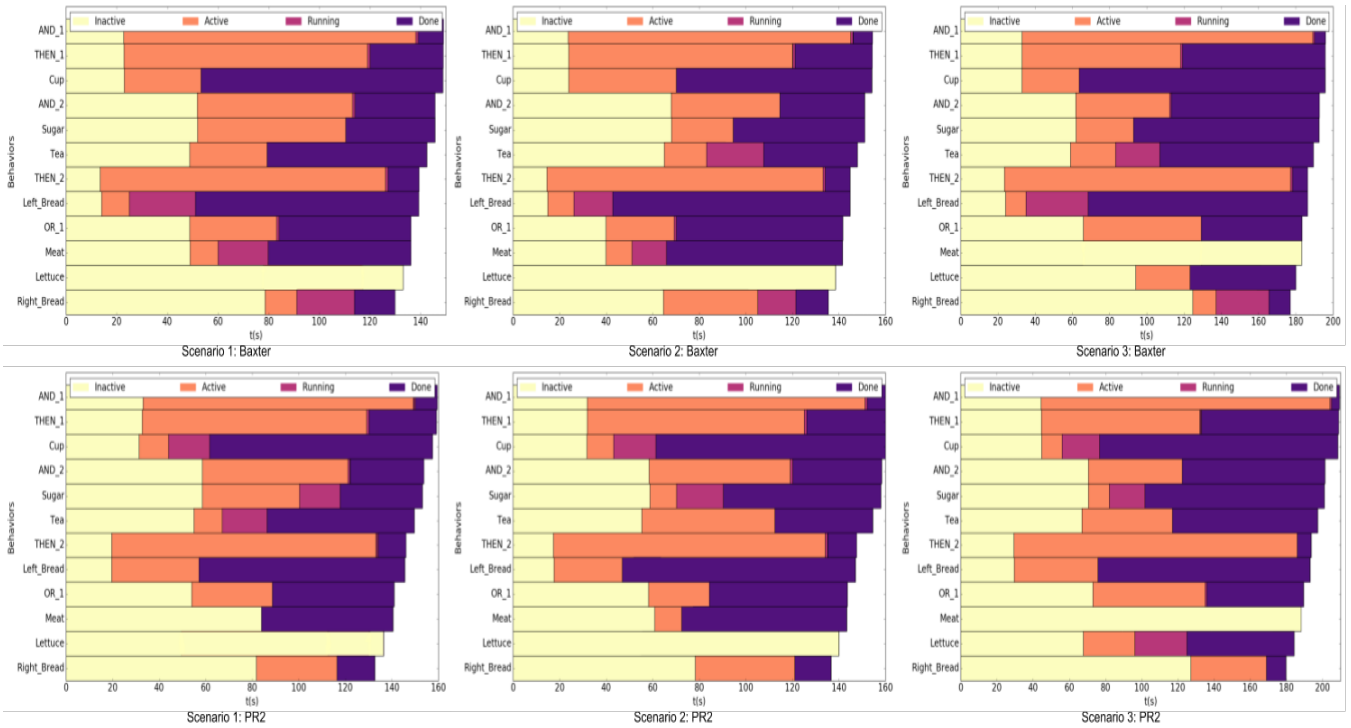 Inactive Active Running Done
Behaviors
AND_1
THEN_1
Cup
AND_2
Sugar
Tea
THEN_2
Left_Bread
OR_1
Meat
Lettuce
Right_Bread
0 20 40 60 80 100 120 140
t(s)
Scenario 1: Baxter
Inactive Active Running Done
Behaviors
AND_1
THEN_1
Cup
AND_2
Sugar
Tea
THEN_2
Left_Bread
OR_1
Meat
Lettuce
Right_Bread
0 20 40 60 80 100 120 140 160
t(s)
Scenario 2: Baxter
Inactive Active Running Done
Behaviors
AND_1
THEN_1
Cup
AND_2
Sugar
Tea
THEN_2
Left_Bread
OR_1
Meat
Lettuce
Right_Bread
0 20 40 60 80 100 120 140 160 180 200
t(s)
Scenario 3: Baxter
Inactive Active Running Done
Behaviors
AND_1
THEN_1
Cup
AND_2
Sugar
Tea
THEN_2
Left_Bread
OR_1
Meat
Lettuce
Right_Bread
0 20 40 60 80 100 120 140 160
t(s)
Scenario 1: PR2
Inactive Active Running Done
Behaviors
AND_1
THEN_1
Cup
AND_2
Sugar
Tea
THEN_2
Left_Bread
OR_1
Meat
Lettuce
Right_Bread
0 20 40 60 80 100 120 140 160
t(s)
Scenario 2: PR2
Inactive Active Running Done
Behaviors
AND_1
THEN_1
Cup
AND_2
Sugar
Tea
THEN_2
Left_Bread
OR_1
Meat
Lettuce
Right_Bread
0 20 40 60 80 100 120 140 160 180 200
t(s)
Scenario 3: PR2